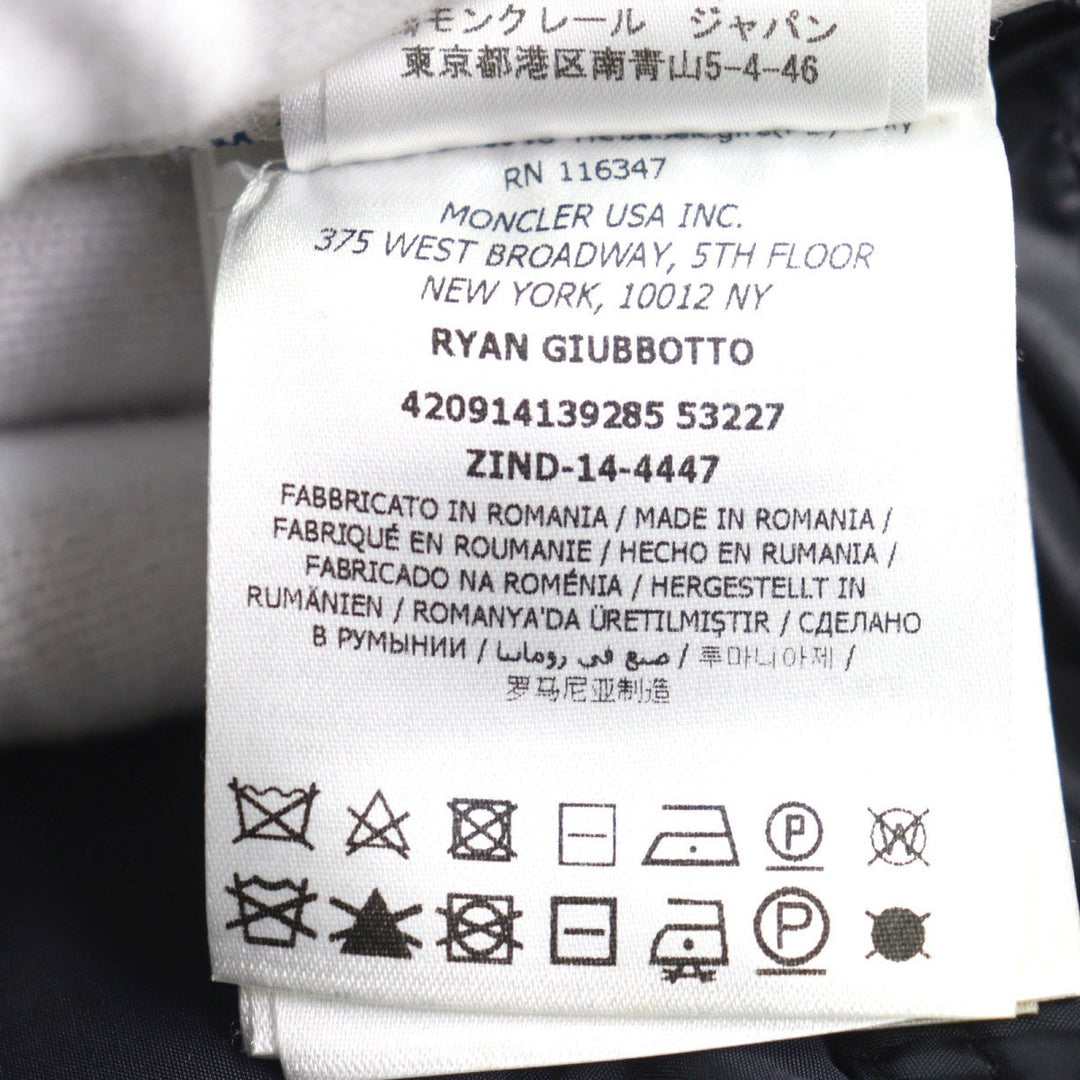 モンクレール ジャパン
東京都港区南青山5-4-46
RN 116347
MONCLER USA INC.
375 WEST BROADWAY, 5TH FLOOR
NEW YORK, 10012 NY
RYAN GIUBBOTTO
420914139285 53227
ZIND-14-4447
FABBRICATO IN ROMANIA / MADE IN ROMANIA /
FABRIQUÉ EN ROUMANIE / HECHO EN RUMANIA /
FABRICADO NA ROMÉNIA / HERGESTELLT IN
RUMÄNIEN / ROMANYA'DA ÜRETILMIŞTIR / СДЕЛАНО
В РУМЫНИИ / صنع في رومانيا / 루마니아제 /
罗马尼亚制造
P W
P